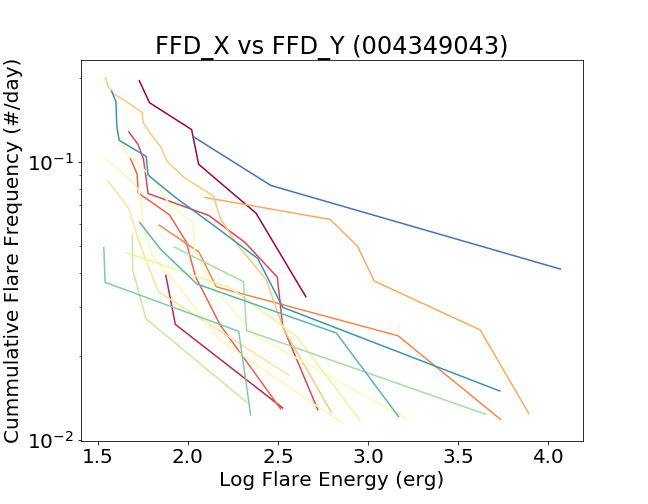 FFD_X vs FFD_Y (004349043)
Cummulative Flare Frequency (#/day)
10⁻¹
10⁻²
1.5 2.0 2.5 3.0 3.5 4.0
Log Flare Energy (erg)